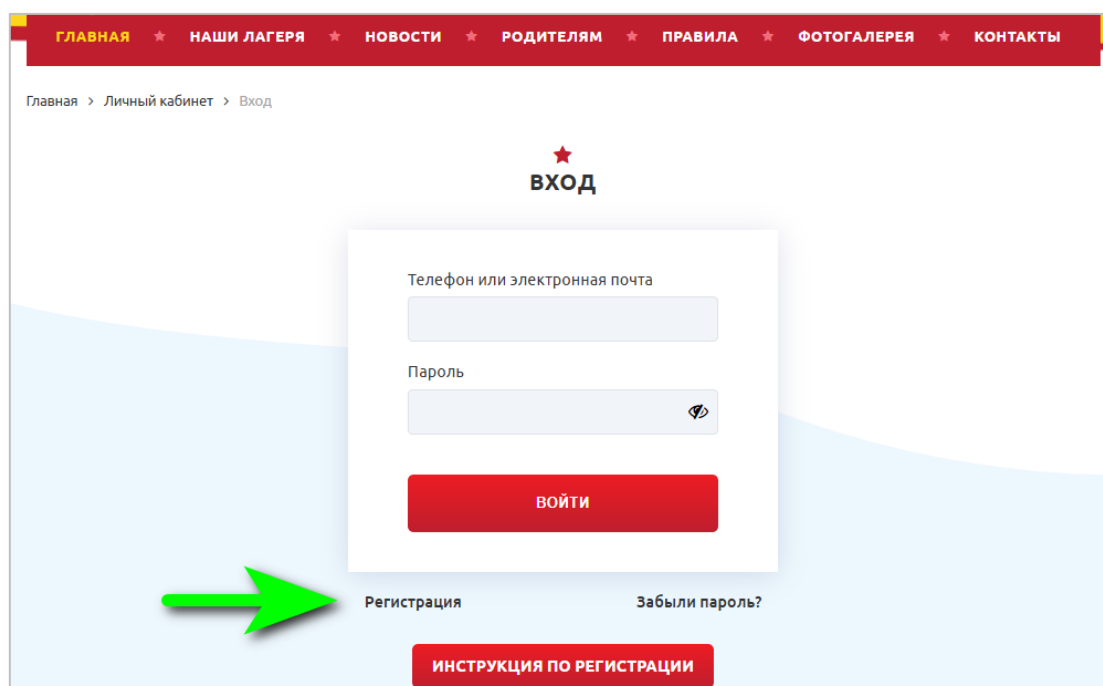 ГЛАВНАЯ ★ НАШИ ЛАГЕРЯ ★ НОВОСТИ ★ РОДИТЕЛЯМ ★ ПРАВИЛА ★ ФОТОГАЛЕРЕЯ ★ КОНТАКТЫ
Главная > Личный кабинет > Вход
ВХОД
Телефон или электронная почта
Пароль
ВОЙТИ
Регистрация Забыли пароль?
ИНСТРУКЦИЯ ПО РЕГИСТРАЦИИ